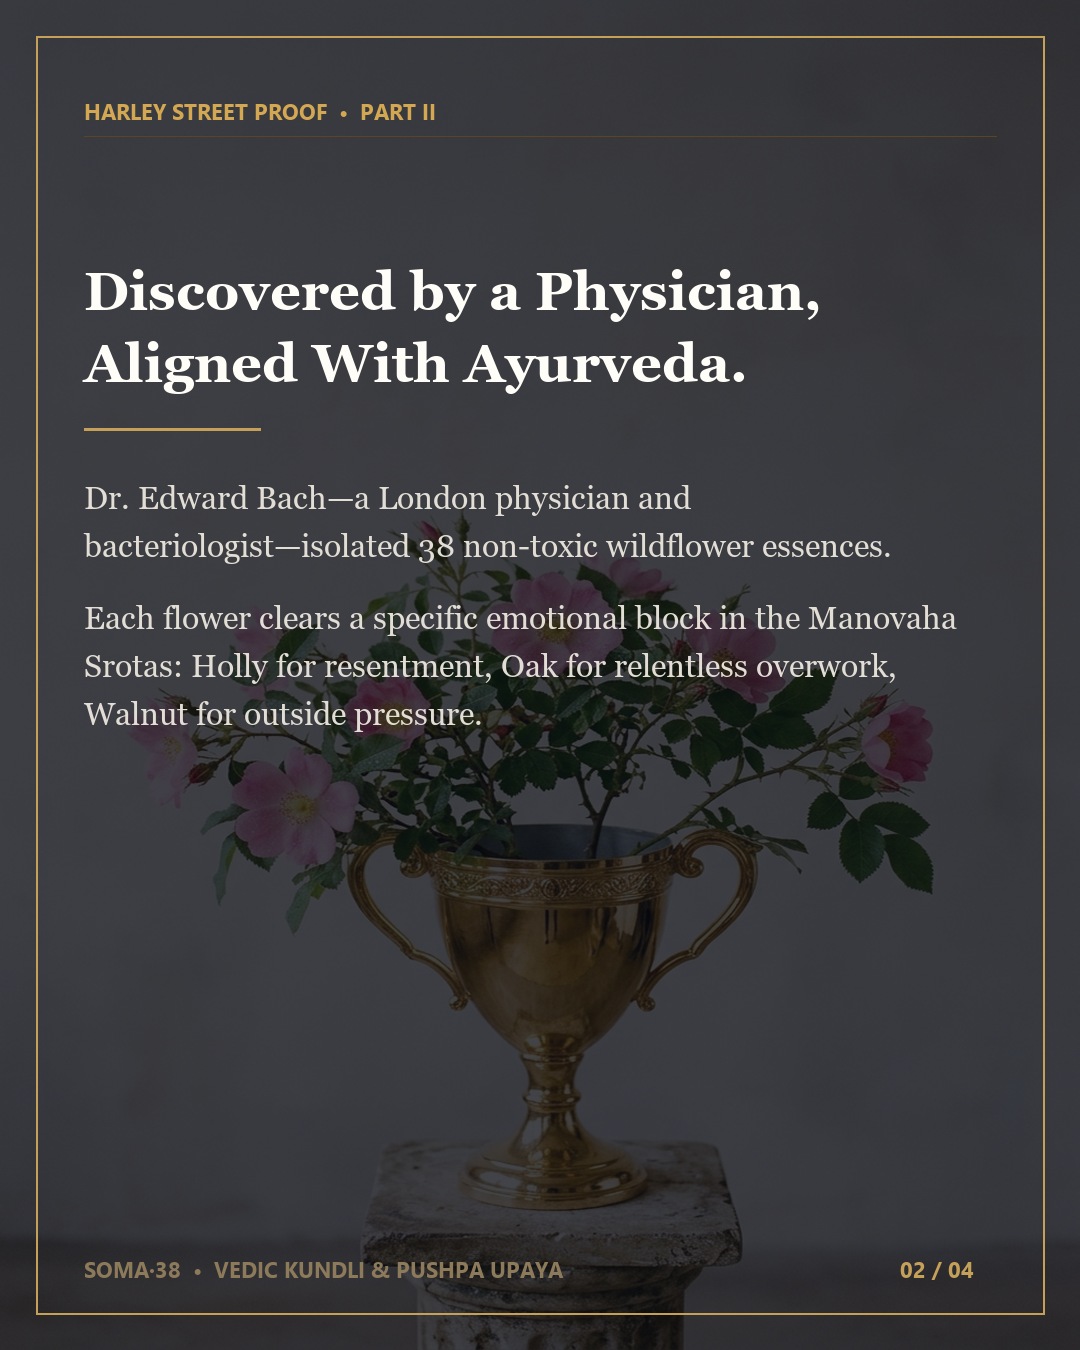 HARLEY STREET PROOF • PART II
Discovered by a Physician,
Aligned With Ayurveda.
Dr. Edward Bach—a London physician and
bacteriologist—isolated 38 non-toxic wildflower essences.
Each flower clears a specific emotional block in the Manovaha
Srotas: Holly for resentment, Oak for relentless overwork,
Walnut for outside pressure.
SOMA·38 • VEDIC KUNDLI & PUSHPA UPAYA
02 / 04